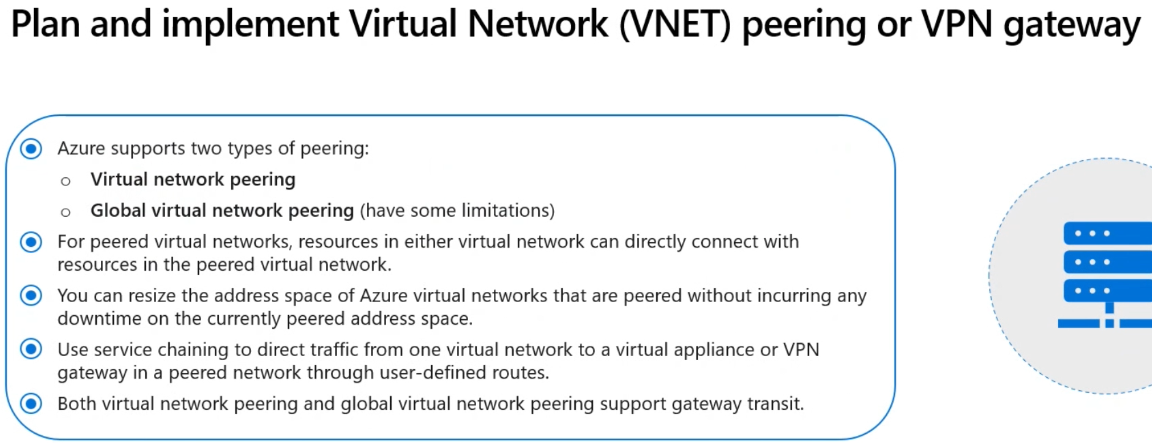 Plan and implement Virtual Network (VNET) peering or VPN gateway
Azure supports two types of peering:
o Virtual network peering
o Global virtual network peering (have some limitations)
For peered virtual networks, resources in either virtual network can directly connect with
resources in the peered virtual network.
You can resize the address space of Azure virtual networks that are peered without incurring any
downtime on the currently peered address space.
Use service chaining to direct traffic from one virtual network to a virtual appliance or VPN
gateway in a peered network through user-defined routes.
Both virtual network peering and global virtual network peering support gateway transit.